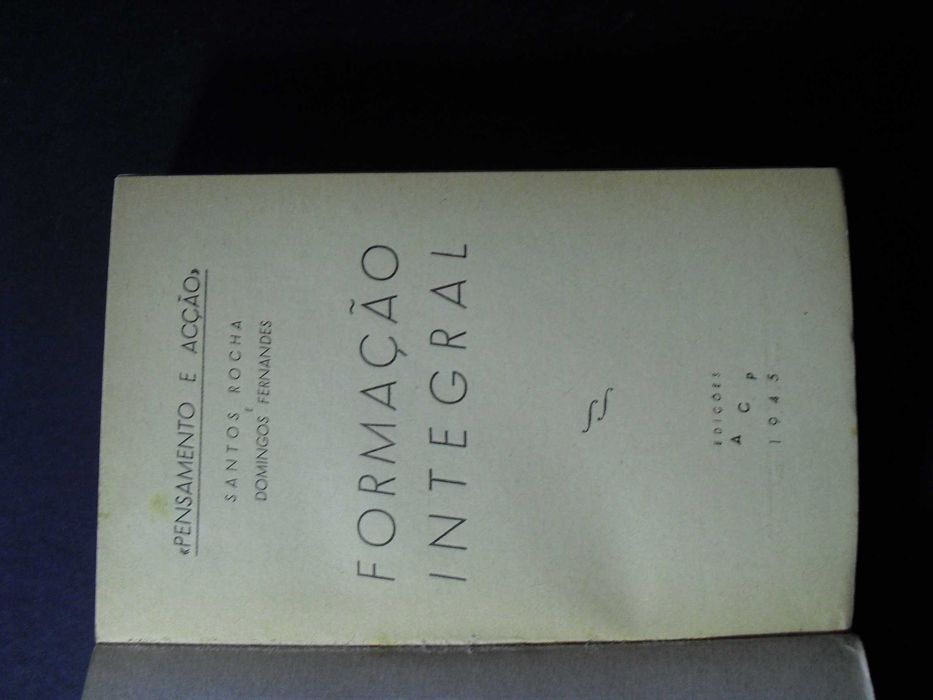 «PENSAMENTO E ACÇÃO»
SANTOS ROCHA
E
DOMINGOS FERNANDES
FORMAÇÃO
INTEGRAL
EDIÇÕES
A C P
1945